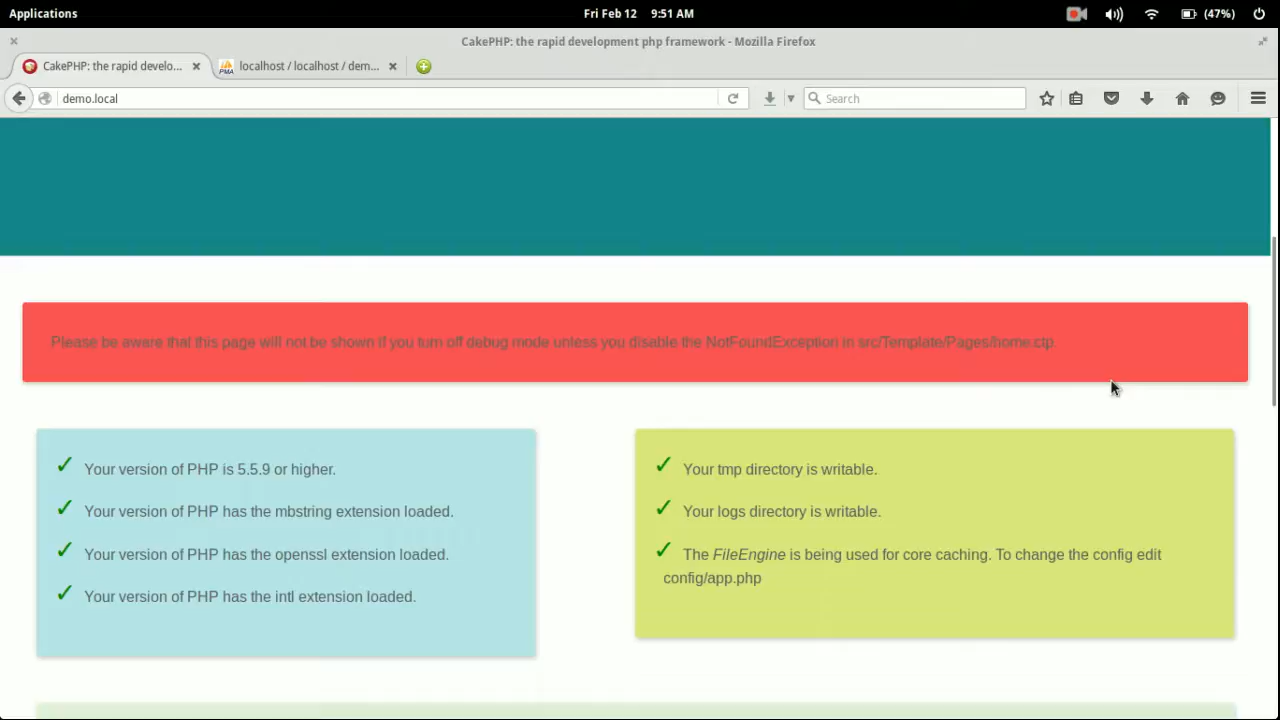 Applications
Fri Feb 12 9:51 AM
(47%)
CakePHP: the rapid development php framework - Mozilla Firefox
CakePHP: the rapid develo...
PMA
localhost / localhost / dem...
demo.local
Search
Please be aware that this page will not be shown if you turn off debug mode unless you disable the NotFoundException in src/Template/Pages/home.ctp.
✓ Your version of PHP is 5.5.9 or higher.
✓ Your version of PHP has the mbstring extension loaded.
✓ Your version of PHP has the openssl extension loaded.
✓ Your version of PHP has the intl extension loaded.
✓ Your tmp directory is writable.
✓ Your logs directory is writable.
✓ The FileEngine is being used for core caching. To change the config edit
config/app.php